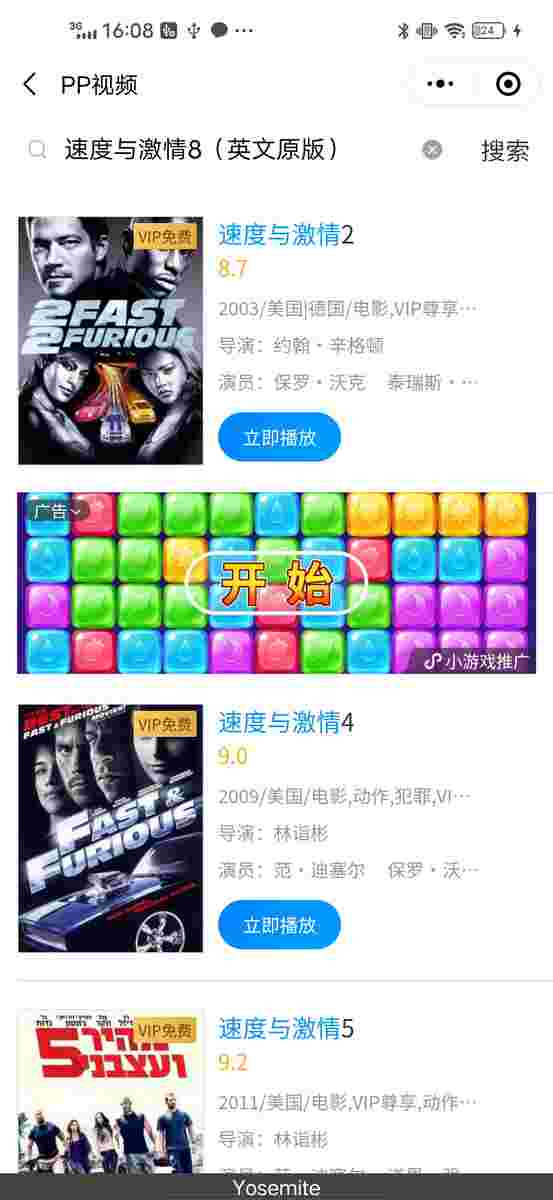 3G 16:08 24
PP视频
速度与激情8（英文原版） 搜索
VIP免费
2FAST
2FURIOUS
速度与激情2
8.7
2003/美国|德国/电影,VIP尊享…
导演：约翰·辛格顿
演员：保罗·沃克 泰瑞斯·…
立即播放
广告
开始
小游戏推广
VIP免费
FAST &
FURIOUS
速度与激情4
9.0
2009/美国/电影,动作,犯罪,VI…
导演：林诣彬
演员：范·迪塞尔 保罗·沃…
立即播放
VIP免费
מהיר
ועצבני 5
速度与激情5
9.2
2011/美国/电影,VIP尊享,动作…
导演：林诣彬
Yosemite